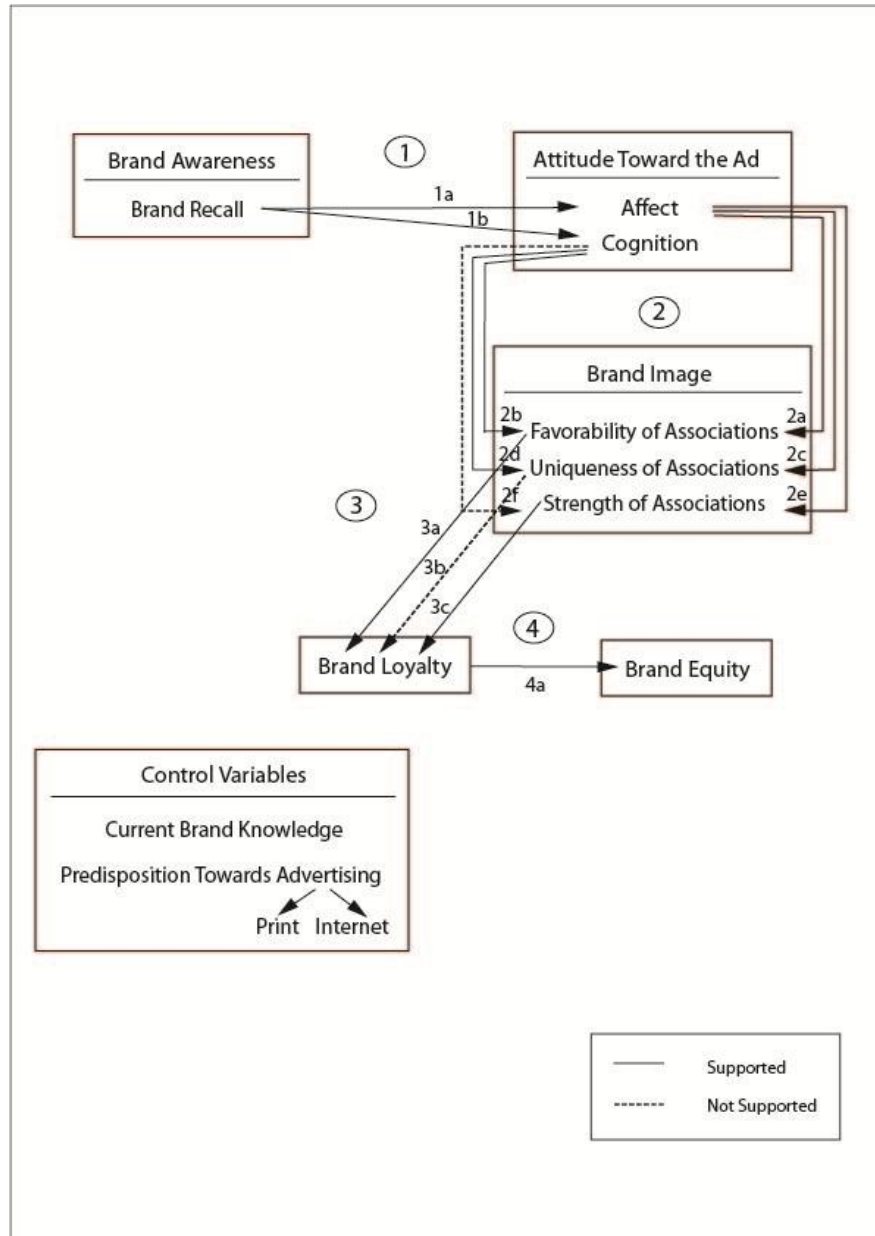 1
Brand Awareness
Brand Recall
1a
1b
Attitude Toward the Ad
Affect
Cognition
2
Brand Image
2b
Favorability of Associations
2a
2d
Uniqueness of Associations
2c
2f
Strength of Associations
2e
3
3a
3b
3c
4
Brand Loyalty
4a
Brand Equity
Control Variables
Current Brand Knowledge
Predisposition Towards Advertising
Print Internet
Supported
Not Supported